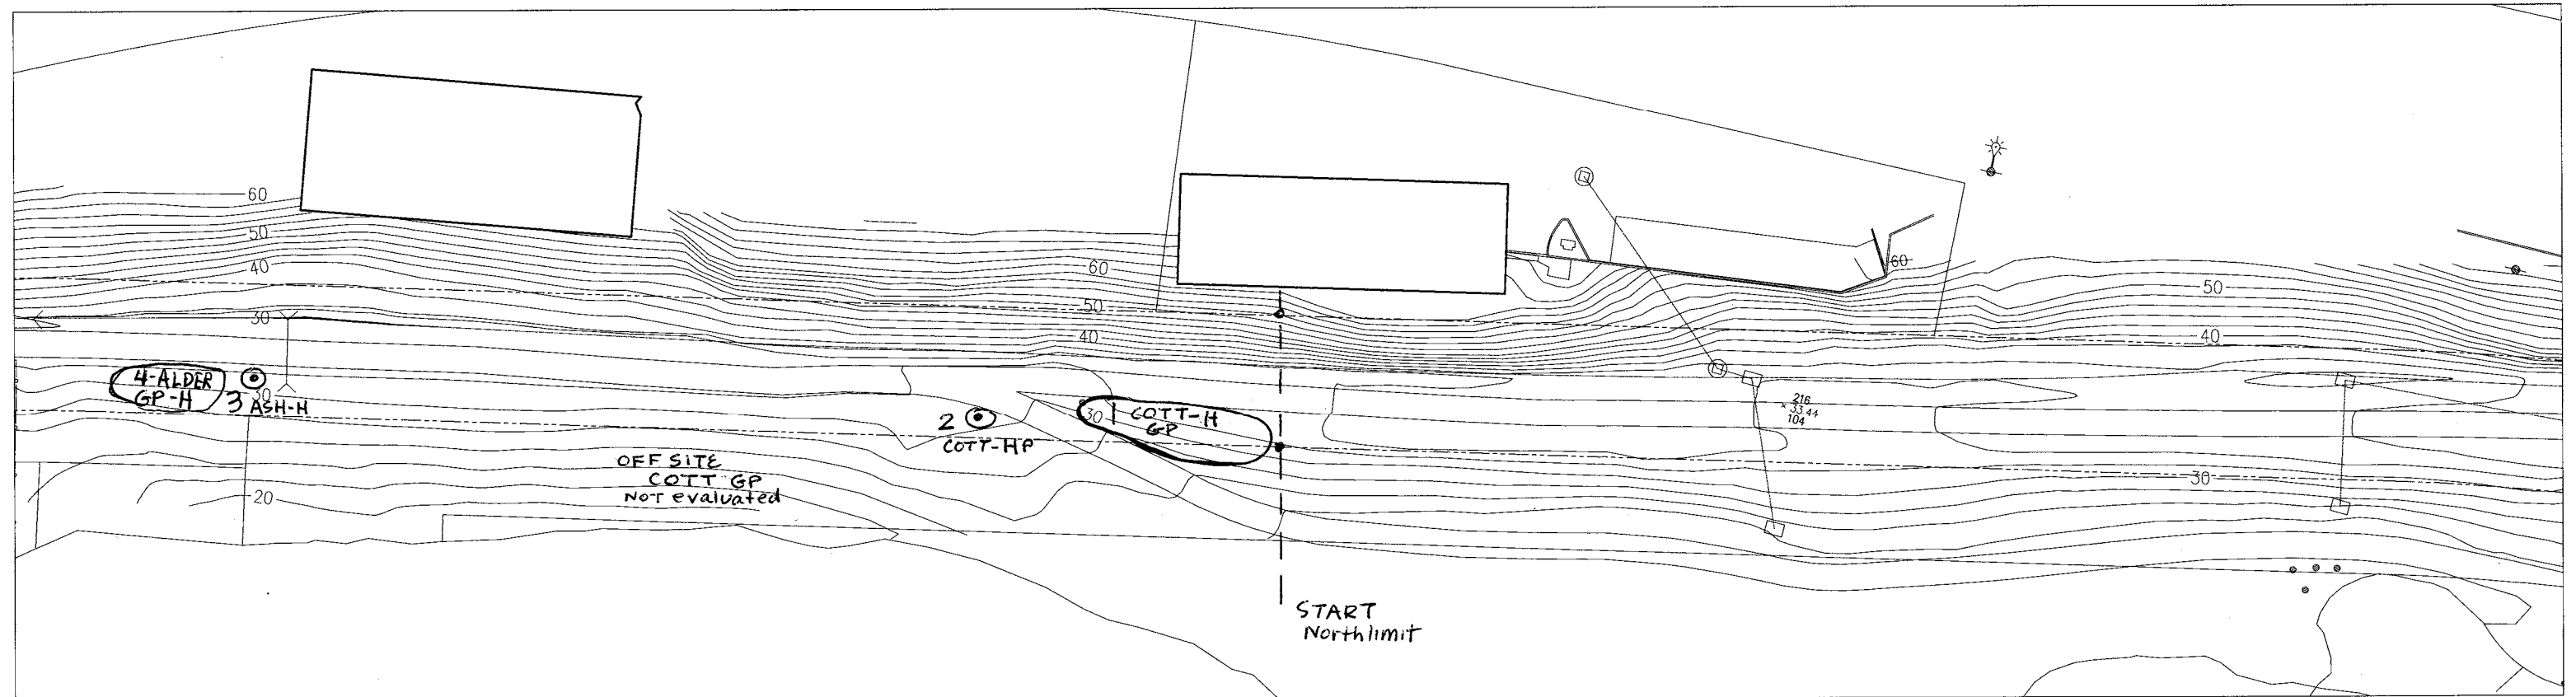 60
50
40
30
4-ALDER
GP-H
30
3 ASH-H
20
OFF SITE
COTT GP
NOT evaluated
2
COTT-HP
60
50
40
30
1 COTT-H
GP
START
North limit
60
216
33.44
104
50
40
30